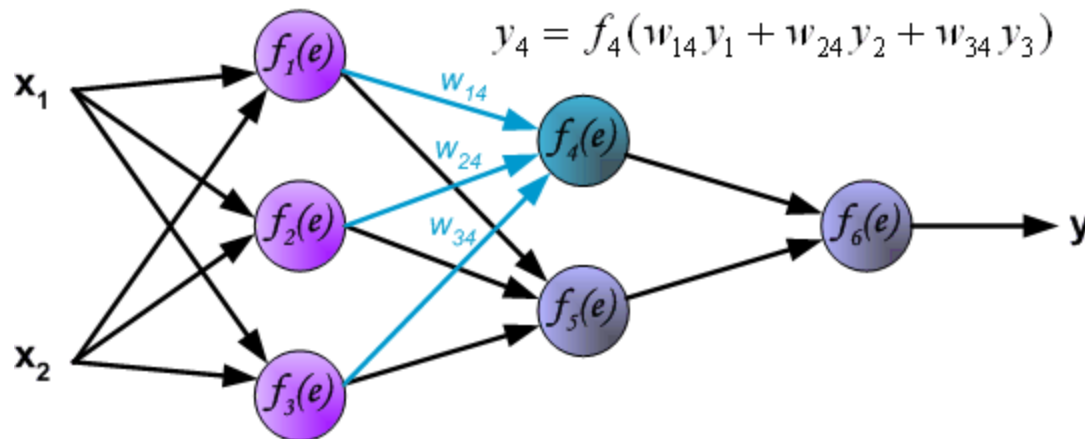 y₄ = f₄(w₁₄y₁ + w₂₄y₂ + w₃₄y₃)
f₁(e)
x₁
w₁₄
f₄(e)
w₂₄
f₂(e)
w₃₄
f₆(e)
y
f₅(e)
x₂
f₃(e)